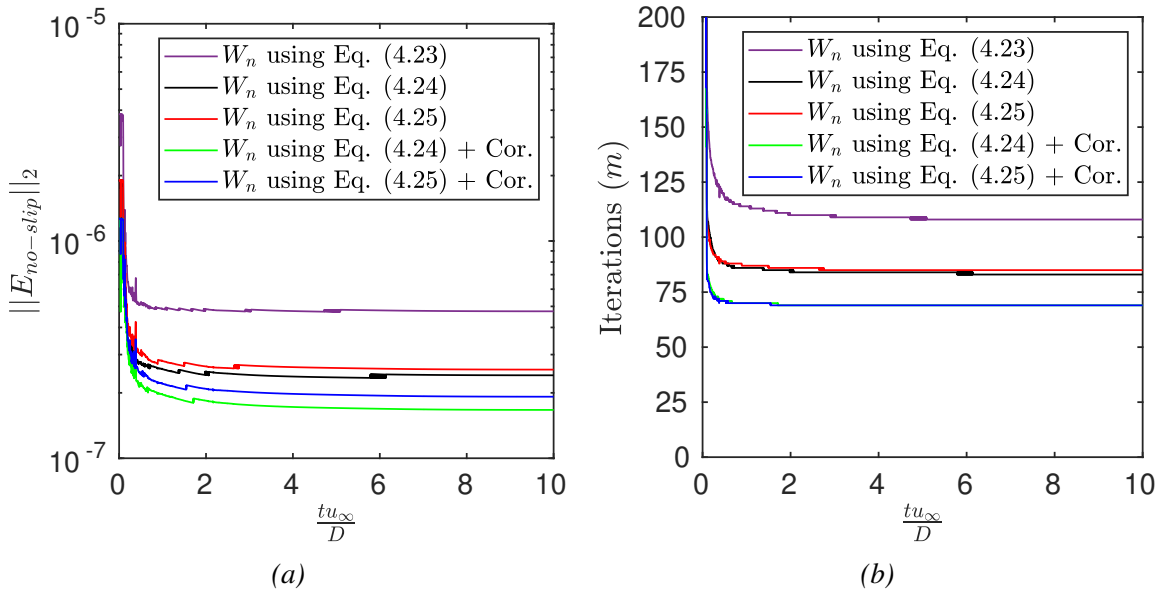 10^-5
10^-6
10^-7
||E_{no-slip}||_2
W_n using Eq. (4.23)
W_n using Eq. (4.24)
W_n using Eq. (4.25)
W_n using Eq. (4.24) + Cor.
W_n using Eq. (4.25) + Cor.
0 2 4 6 8 10
tu_∞/D
(a)
200
175
150
125
100
75
50
25
0
Iterations (m)
W_n using Eq. (4.23)
W_n using Eq. (4.24)
W_n using Eq. (4.25)
W_n using Eq. (4.24) + Cor.
W_n using Eq. (4.25) + Cor.
0 2 4 6 8 10
tu_∞/D
(b)